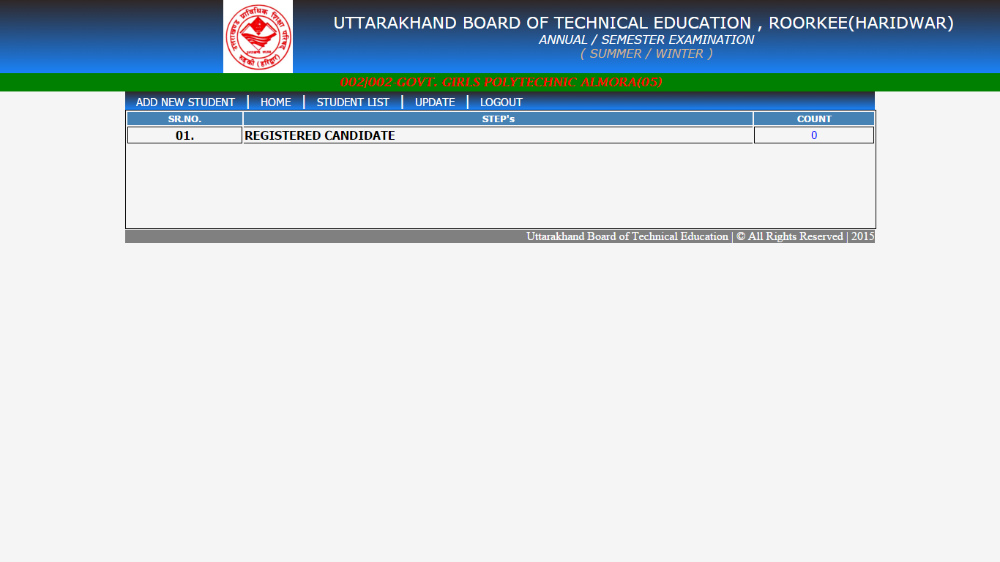 उत्तराखण्ड प्राविधिक शिक्षा परिषद्
रुड़की (हरिद्वार)
UTTARAKHAND BOARD OF TECHNICAL EDUCATION , ROORKEE(HARIDWAR)
ANNUAL / SEMESTER EXAMINATION
( SUMMER / WINTER )
002/002 GOVT. GIRLS POLYTECHNIC ALMORA(05)
ADD NEW STUDENT | HOME | STUDENT LIST | UPDATE | LOGOUT
SR.NO. STEP's COUNT
01. REGISTERED CANDIDATE 0
Uttarakhand Board of Technical Education | © All Rights Reserved | 2015